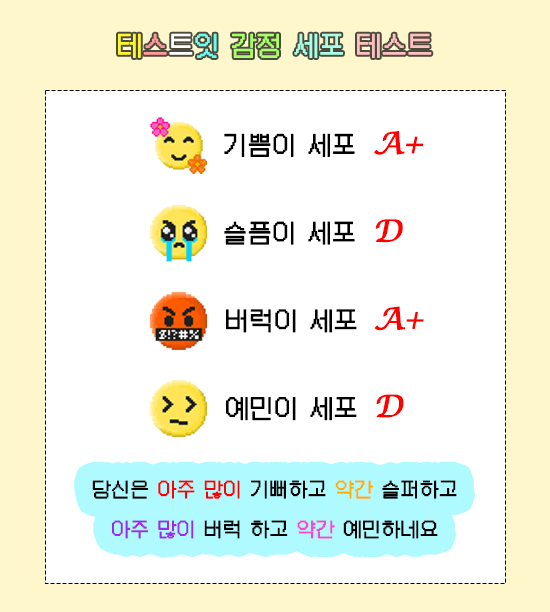 테스트잇 감정 세포 테스트
기쁨이 세포 A+
슬픔이 세포 D
&!?#%
버럭이 세포 A+
예민이 세포 D
당신은 아주 많이 기뻐하고 약간 슬퍼하고
아주 많이 버럭 하고 약간 예민하네요